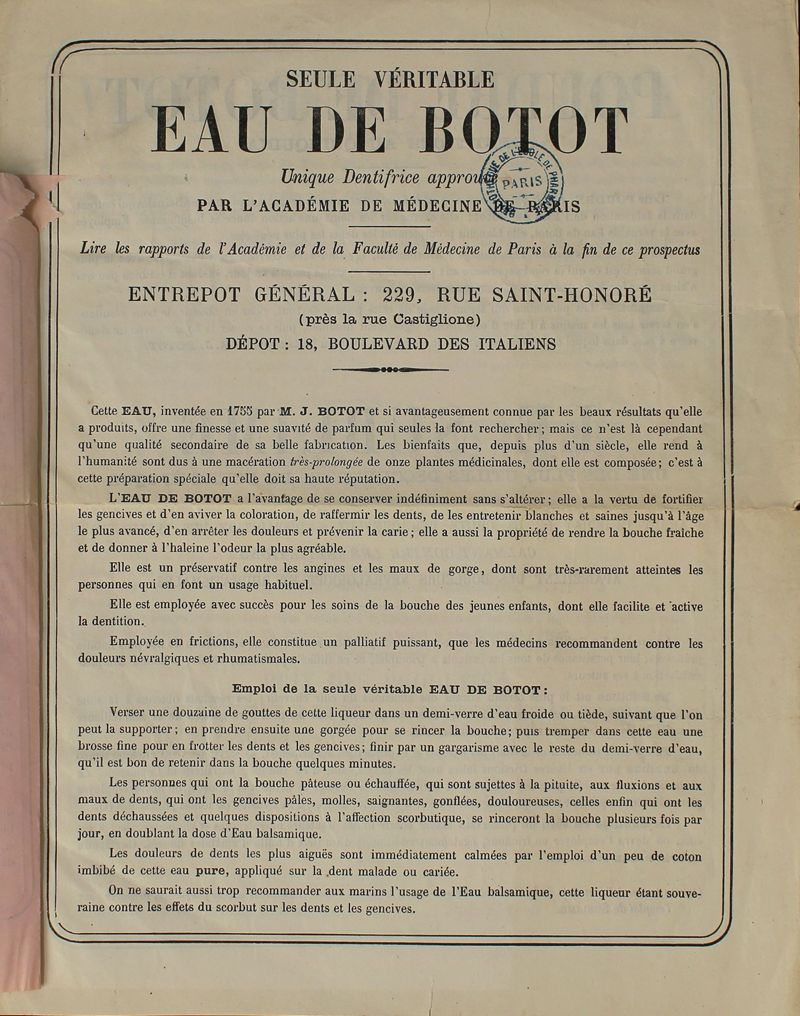 SEULE VÉRITABLE
EAU DE BOTOT
Unique Dentifrice approuvé
PAR L'ACADÉMIE DE MÉDECINE DE PARIS
PARIS
Lire les rapports de l'Académie et de la Faculté de Médecine de Paris à la fin de ce prospectus
ENTREPOT GÉNÉRAL : 229, RUE SAINT-HONORÉ
(près la rue Castiglione)
DÉPOT : 18, BOULEVARD DES ITALIENS
Cette EAU, inventée en 1755 par M. J. BOTOT et si avantageusement connue par les beaux résultats qu'elle
a produits, offre une finesse et une suavité de parfum qui seules la font rechercher ; mais ce n'est là cependant
qu'une qualité secondaire de sa belle fabrication. Les bienfaits que, depuis plus d'un siècle, elle rend à
l'humanité sont dus à une macération très-prolongée de onze plantes médicinales, dont elle est composée ; c'est à
cette préparation spéciale qu'elle doit sa haute réputation.
L'EAU DE BOTOT a l'avantage de se conserver indéfiniment sans s'altérer ; elle a la vertu de fortifier
les gencives et d'en aviver la coloration, de raffermir les dents, de les entretenir blanches et saines jusqu'à l'âge
le plus avancé, d'en arrêter les douleurs et prévenir la carie ; elle a aussi la propriété de rendre la bouche fraîche
et de donner à l'haleine l'odeur la plus agréable.
Elle est un préservatif contre les angines et les maux de gorge, dont sont très-rarement atteintes les
personnes qui en font un usage habituel.
Elle est employée avec succès pour les soins de la bouche des jeunes enfants, dont elle facilite et active
la dentition.
Employée en frictions, elle constitue un palliatif puissant, que les médecins recommandent contre les
douleurs névralgiques et rhumatismales.
Emploi de la seule véritable EAU DE BOTOT :
Verser une douzaine de gouttes de cette liqueur dans un demi-verre d'eau froide ou tiède, suivant que l'on
peut la supporter ; en prendre ensuite une gorgée pour se rincer la bouche ; puis tremper dans cette eau une
brosse fine pour en frotter les dents et les gencives ; finir par un gargarisme avec le reste du demi-verre d'eau,
qu'il est bon de retenir dans la bouche quelques minutes.
Les personnes qui ont la bouche pâteuse ou échauffée, qui sont sujettes à la pituite, aux fluxions et aux
maux de dents, qui ont les gencives pâles, molles, saignantes, gonflées, douloureuses, celles enfin qui ont les
dents déchaussées et quelques dispositions à l'affection scorbutique, se rinceront la bouche plusieurs fois par
jour, en doublant la dose d'Eau balsamique.
Les douleurs de dents les plus aiguës sont immédiatement calmées par l'emploi d'un peu de coton
imbibé de cette eau pure, appliqué sur la dent malade ou cariée.
On ne saurait aussi trop recommander aux marins l'usage de l'Eau balsamique, cette liqueur étant souve-
raine contre les effets du scorbut sur les dents et les gencives.